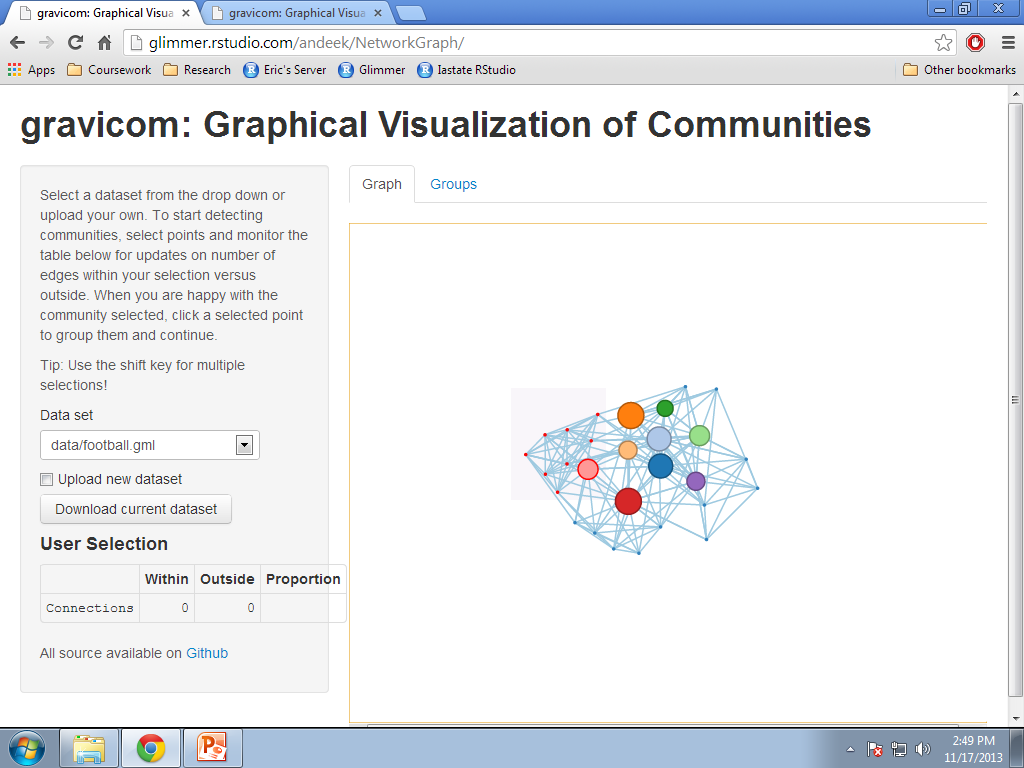 gravicom: Graphical Visua
gravicom: Graphical Visua
glimmer.rstudio.com/andeek/NetworkGraph/
Apps Coursework Research Eric's Server Glimmer Iastate RStudio Other bookmarks
gravicom: Graphical Visualization of Communities
Select a dataset from the drop down or
upload your own. To start detecting
communities, select points and monitor the
table below for updates on number of
edges within your selection versus
outside. When you are happy with the
community selected, click a selected point
to group them and continue.
Tip: Use the shift key for multiple
selections!
Data set
data/football.gml
Upload new dataset
Download current dataset
User Selection
Within Outside Proportion
Connections 0 0
All source available on Github
Graph Groups
2:49 PM
11/17/2013